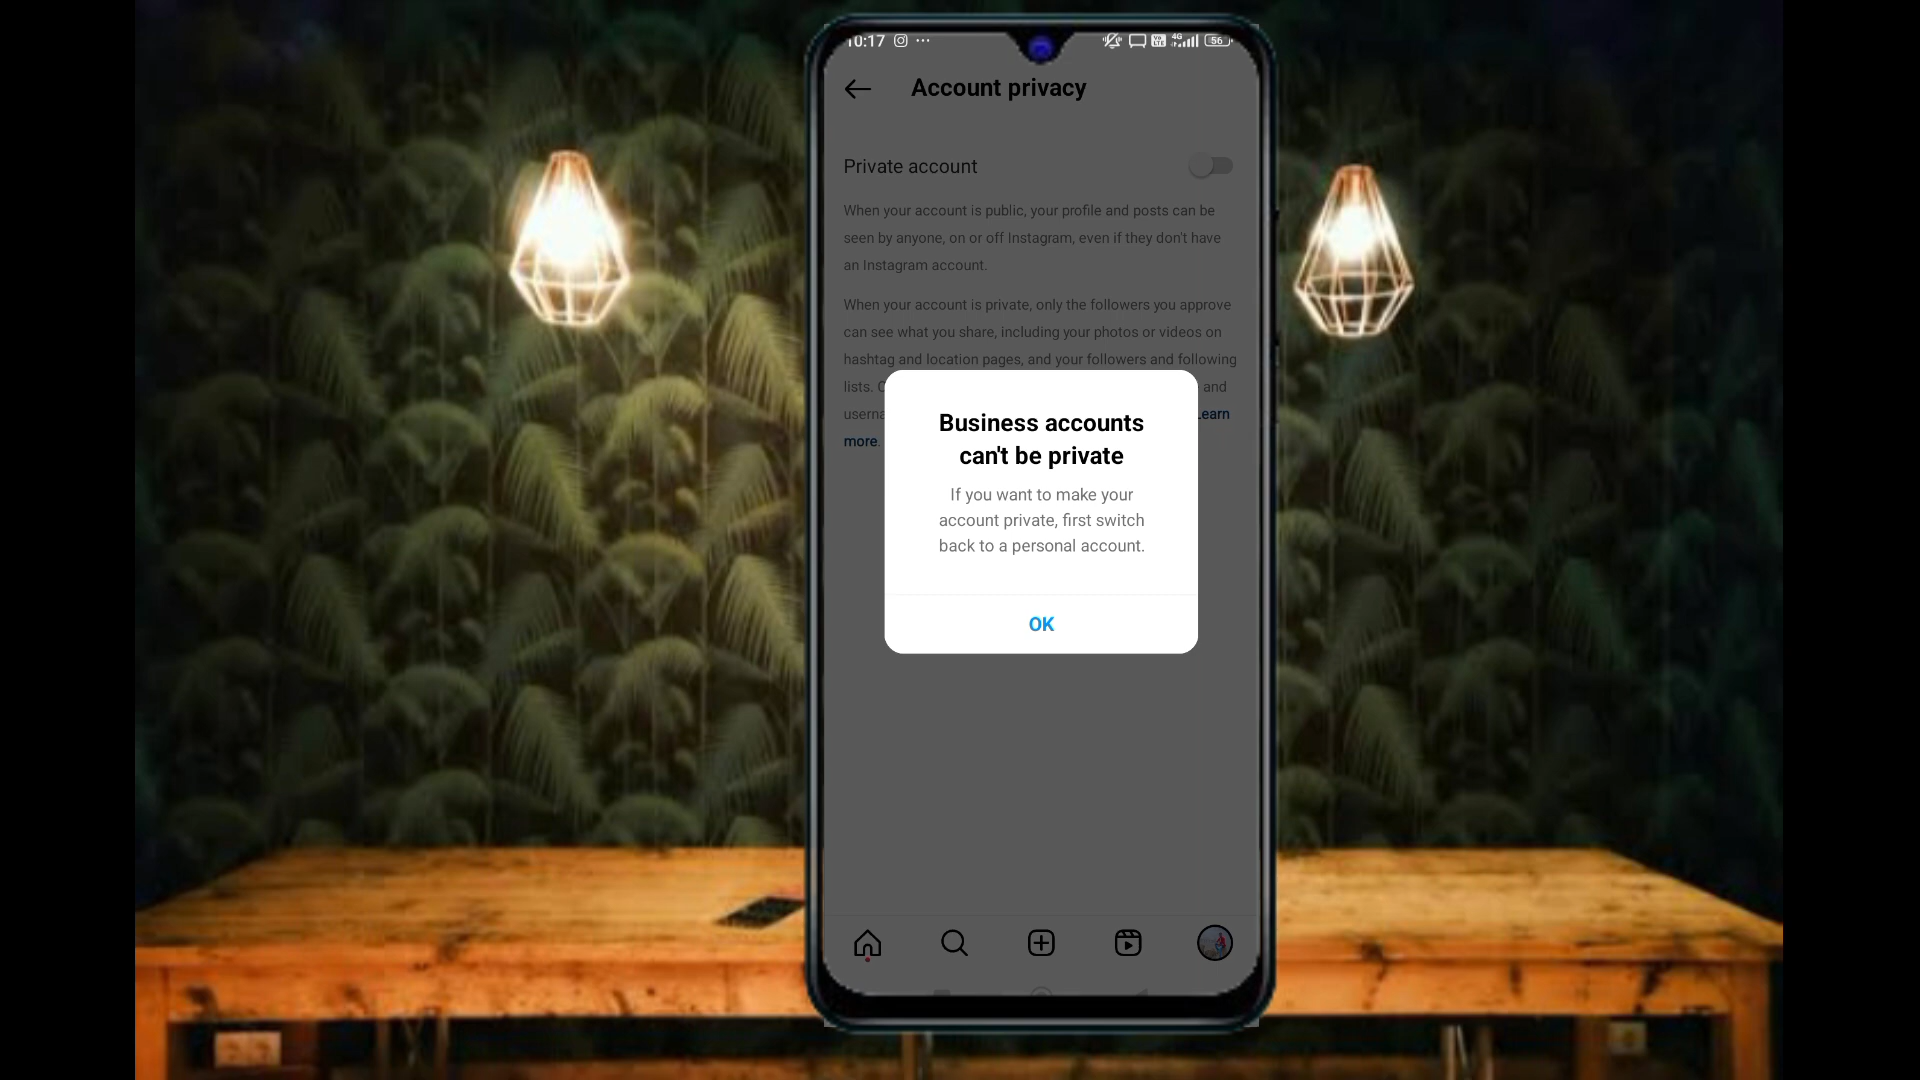 10:17
4G
56
Account privacy
Private account
When your account is public, your profile and posts can be
seen by anyone, on or off Instagram, even if they don't have
an Instagram account.
When your account is private, only the followers you approve
can see what you share, including your photos or videos on
hashtag and location pages, and your followers and following
lists. and
Learn
more.
Business accounts
can't be private
If you want to make your
account private, first switch
back to a personal account.
OK